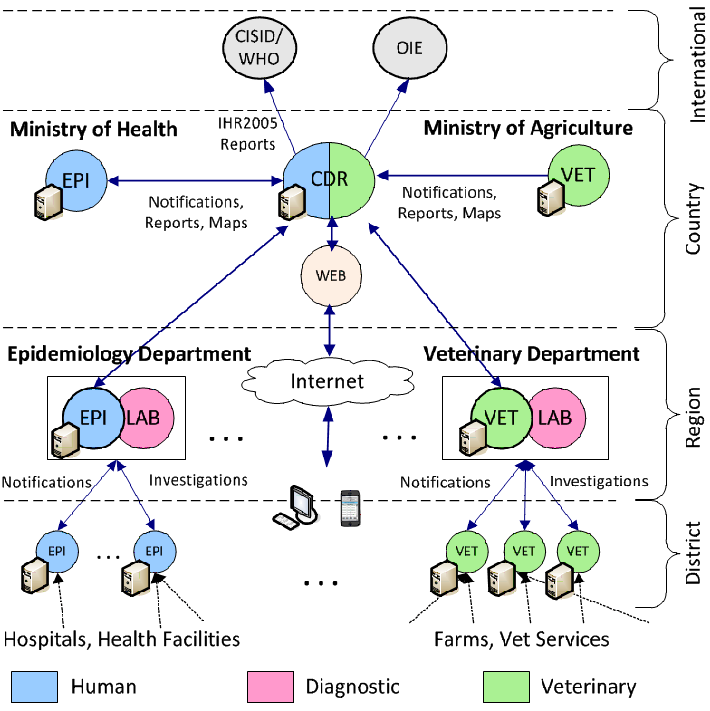 CISID/
WHO
OIE
International
IHR2005
Reports
Ministry of Health
Ministry of Agriculture
EPI
CDR
VET
Notifications,
Reports, Maps
Notifications,
Reports, Maps
Country
WEB
Epidemiology Department
Veterinary Department
Internet
EPI
LAB
VET
LAB
...
...
Region
Notifications
Investigations
Notifications
Investigations
EPI
...
EPI
VET
VET
VET
...
District
Hospitals, Health Facilities
Farms, Vet Services
Human
Diagnostic
Veterinary